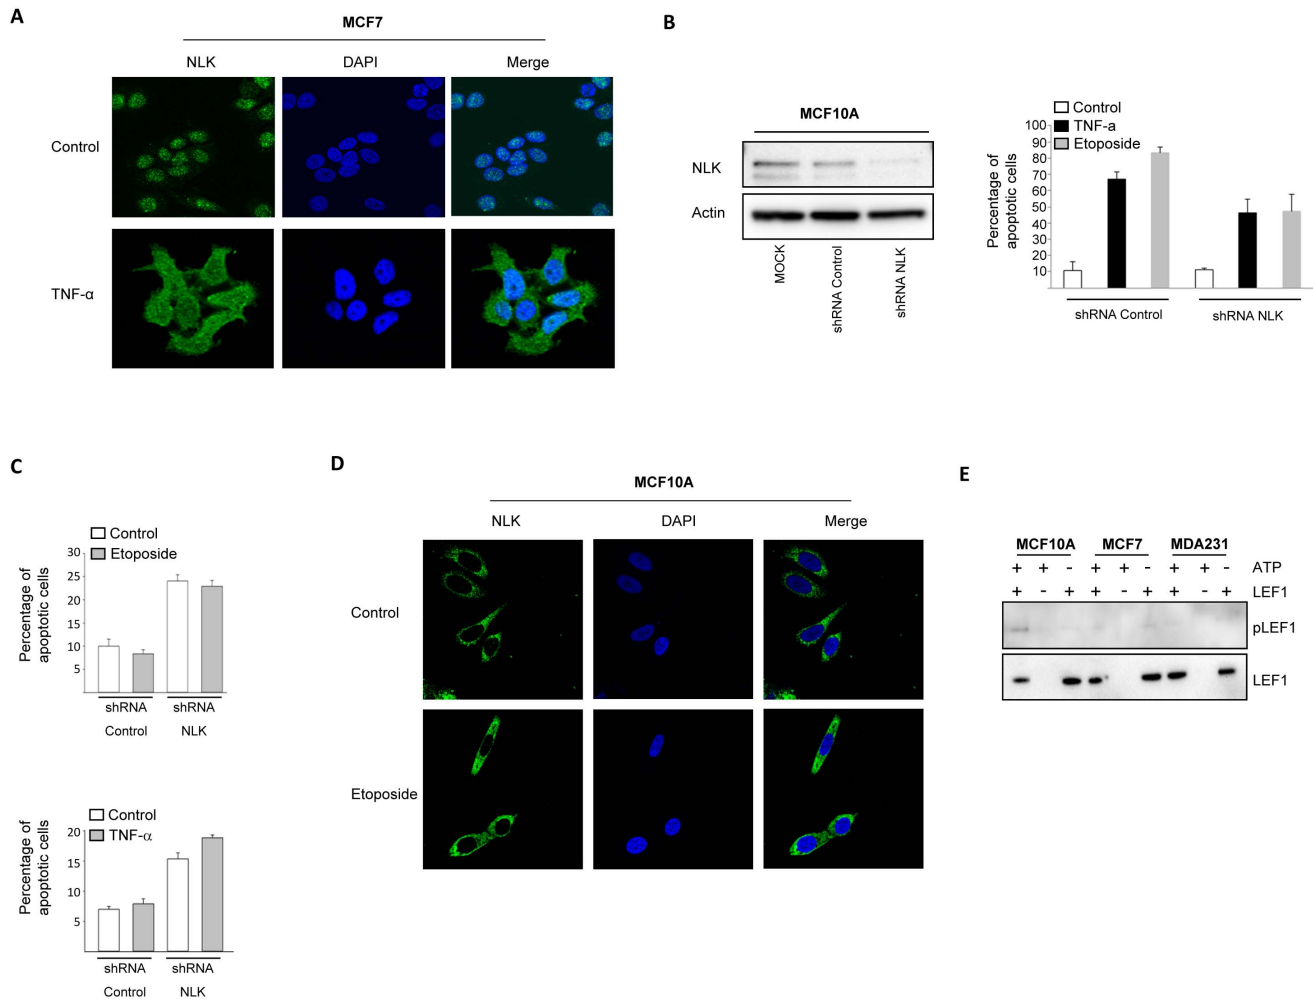 A
MCF7
NLK DAPI Merge
Control
TNF-α
B
MCF10A
NLK
Actin
MOCK
shRNA Control
shRNA NLK
Control
TNF-a
Etoposide
Percentage of
apoptotic cells
100
90
80
70
60
50
40
30
20
10
shRNA Control shRNA NLK
C
Control
Etoposide
Percentage of
apoptotic cells
30
25
20
15
10
5
shRNA shRNA
Control NLK
Control
TNF-α
Percentage of
apoptotic cells
20
15
10
5
shRNA shRNA
Control NLK
D
MCF10A
NLK DAPI Merge
Control
Etoposide
E
MCF10A MCF7 MDA231
+ + - + + - + + - ATP
+ - + + - + + - + LEF1
pLEF1
LEF1